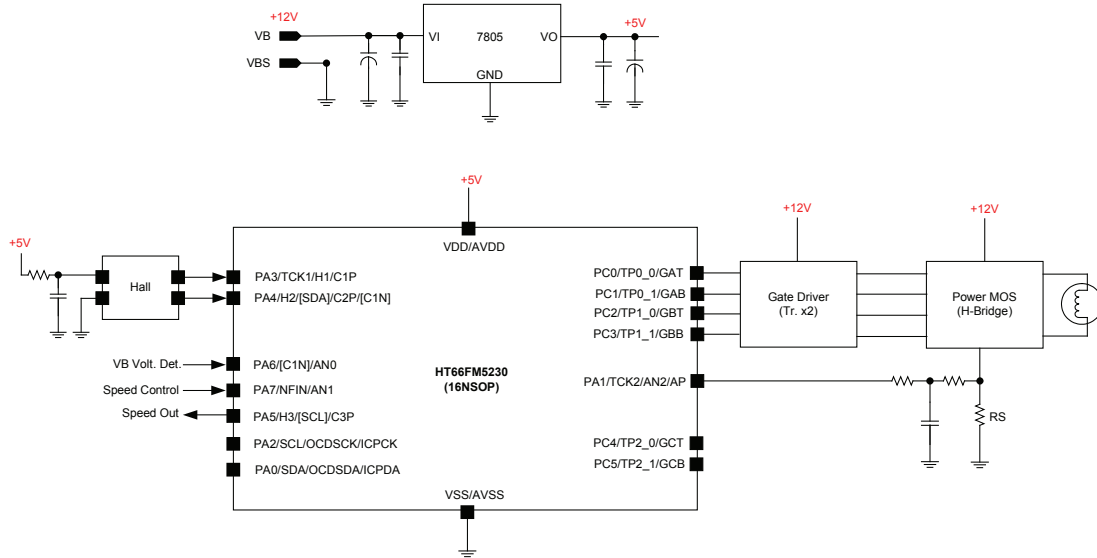 +12V
VB
VBS
VI
7805
VO
GND
+5V
+5V
VDD/AVDD
+5V
Hall
PA3/TCK1/H1/C1P
PA4/H2/[SDA]/C2P/[C1N]
VB Volt. Det.
PA6/[C1N]/AN0
Speed Control
PA7/NFIN/AN1
Speed Out
PA5/H3/[SCL]/C3P
PA2/SCL/OCDSCK/ICPCK
PA0/SDA/OCDSDA/ICPDA
HT66FM5230
(16NSOP)
VSS/AVSS
PC0/TP0_0/GAT
PC1/TP0_1/GAB
PC2/TP1_0/GBT
PC3/TP1_1/GBB
PA1/TCK2/AN2/AP
PC4/TP2_0/GCT
PC5/TP2_1/GCB
+12V
Gate Driver
(Tr. x2)
+12V
Power MOS
(H-Bridge)
RS